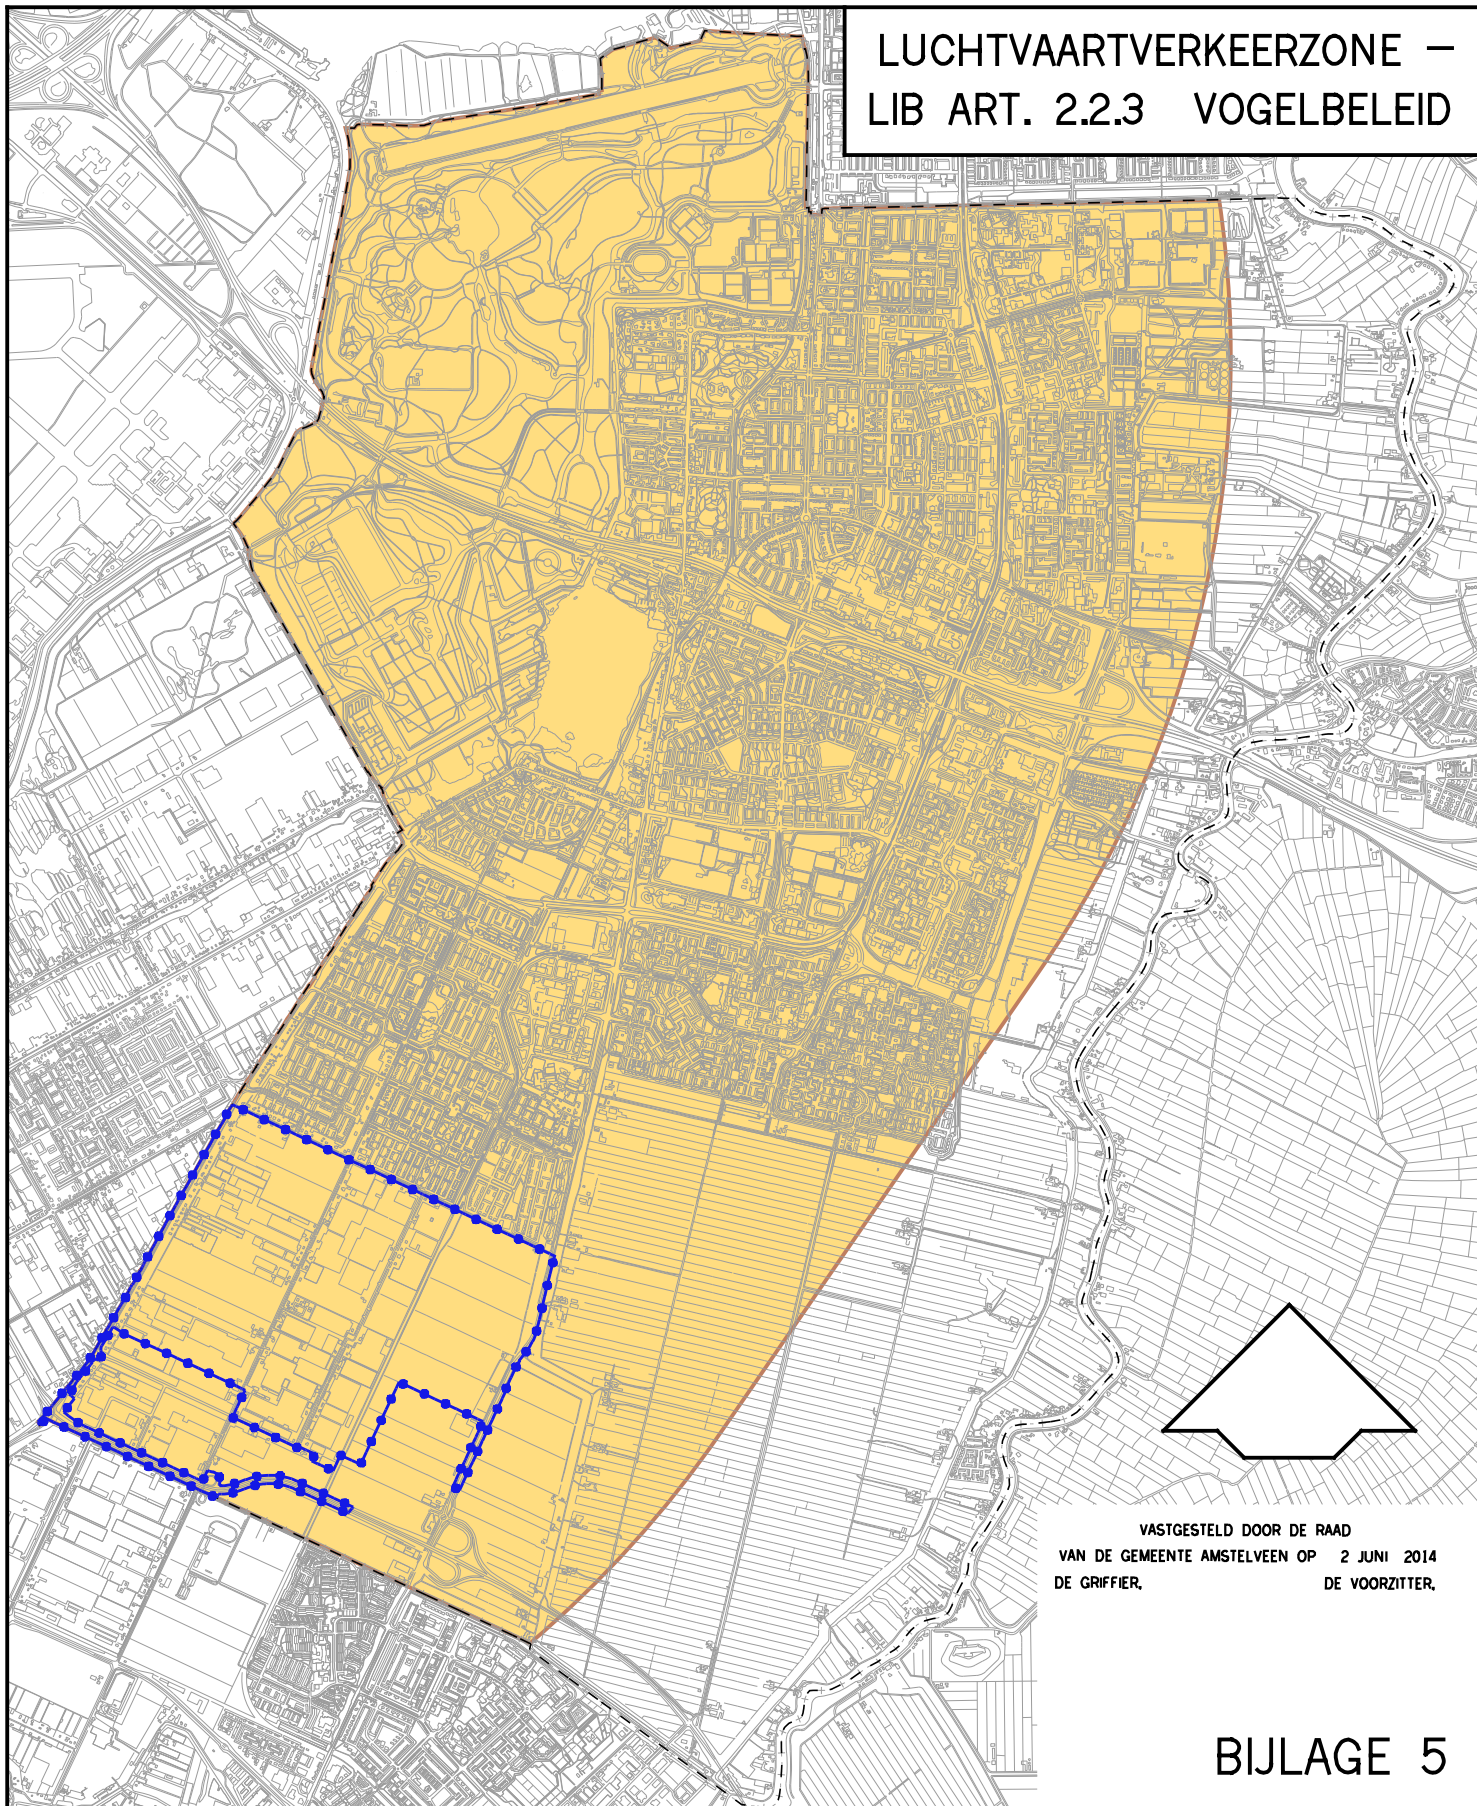 LUCHTVAARTVERKEERZONE –
LIB ART. 2.2.3 VOGELBELEID
VASTGESTELD DOOR DE RAAD
VAN DE GEMEENTE AMSTELVEEN OP 2 JUNI 2014
DE GRIFFIER, DE VOORZITTER,
BIJLAGE 5